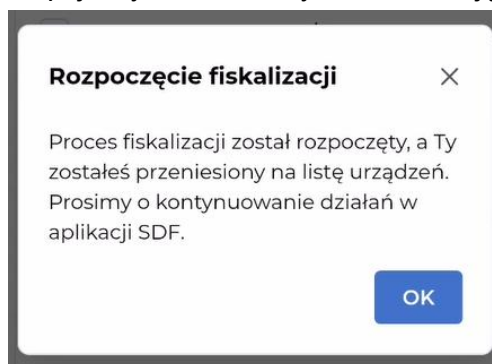 Rozpoczęcie fiskalizacji
Proces fiskalizacji został rozpoczęty, a Ty
zostałeś przeniesiony na listę urządzeń.
Prosimy o kontynuowanie działań w
aplikacji SDF.
OK